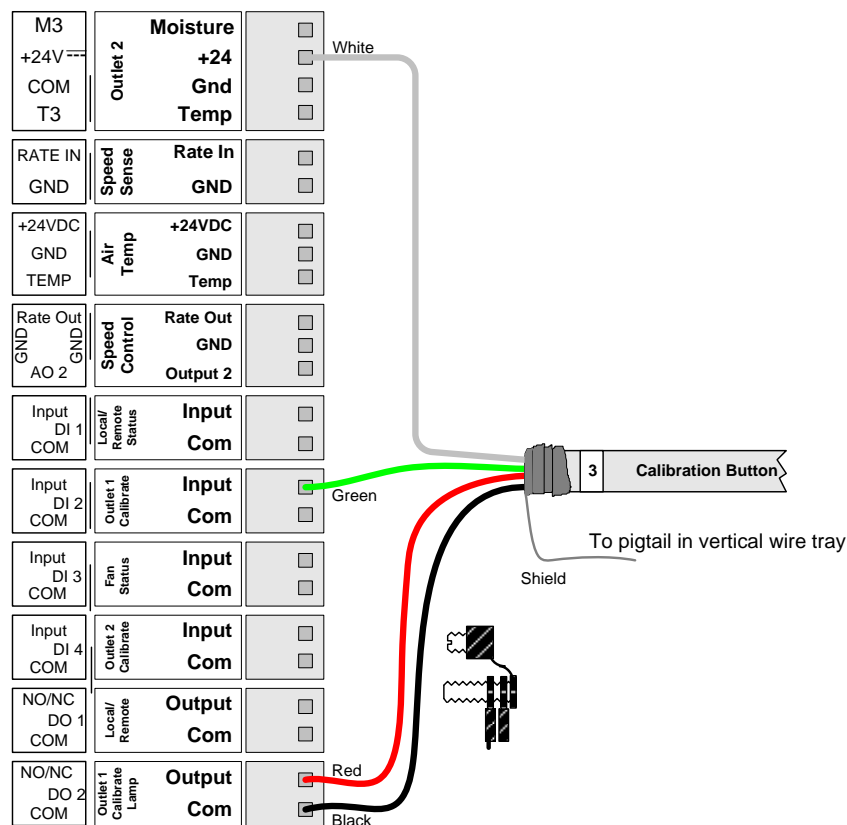 M3
+24V
COM
T3
Outlet 2
Moisture
+24
Gnd
Temp
White
RATE IN
GND
Speed
Sense
Rate In
GND
+24VDC
GND
TEMP
Air
Temp
+24VDC
GND
Temp
Rate Out
GND
GND
AO 2
Speed
Control
Rate Out
GND
Output 2
Input
DI 1
COM
Local/
Remote
Status
Input
Com
Input
DI 2
COM
Outlet 1
Calibrate
Input
Com
Green
3
Calibration Button
To pigtail in vertical wire tray
Shield
Input
DI 3
COM
Fan
Status
Input
Com
Input
DI 4
COM
Outlet 2
Calibrate
Input
Com
NO/NC
DO 1
COM
Local/
Remote
Output
Com
NO/NC
DO 2
COM
Outlet 1
Calibrate
Lamp
Output
Com
Red
Black